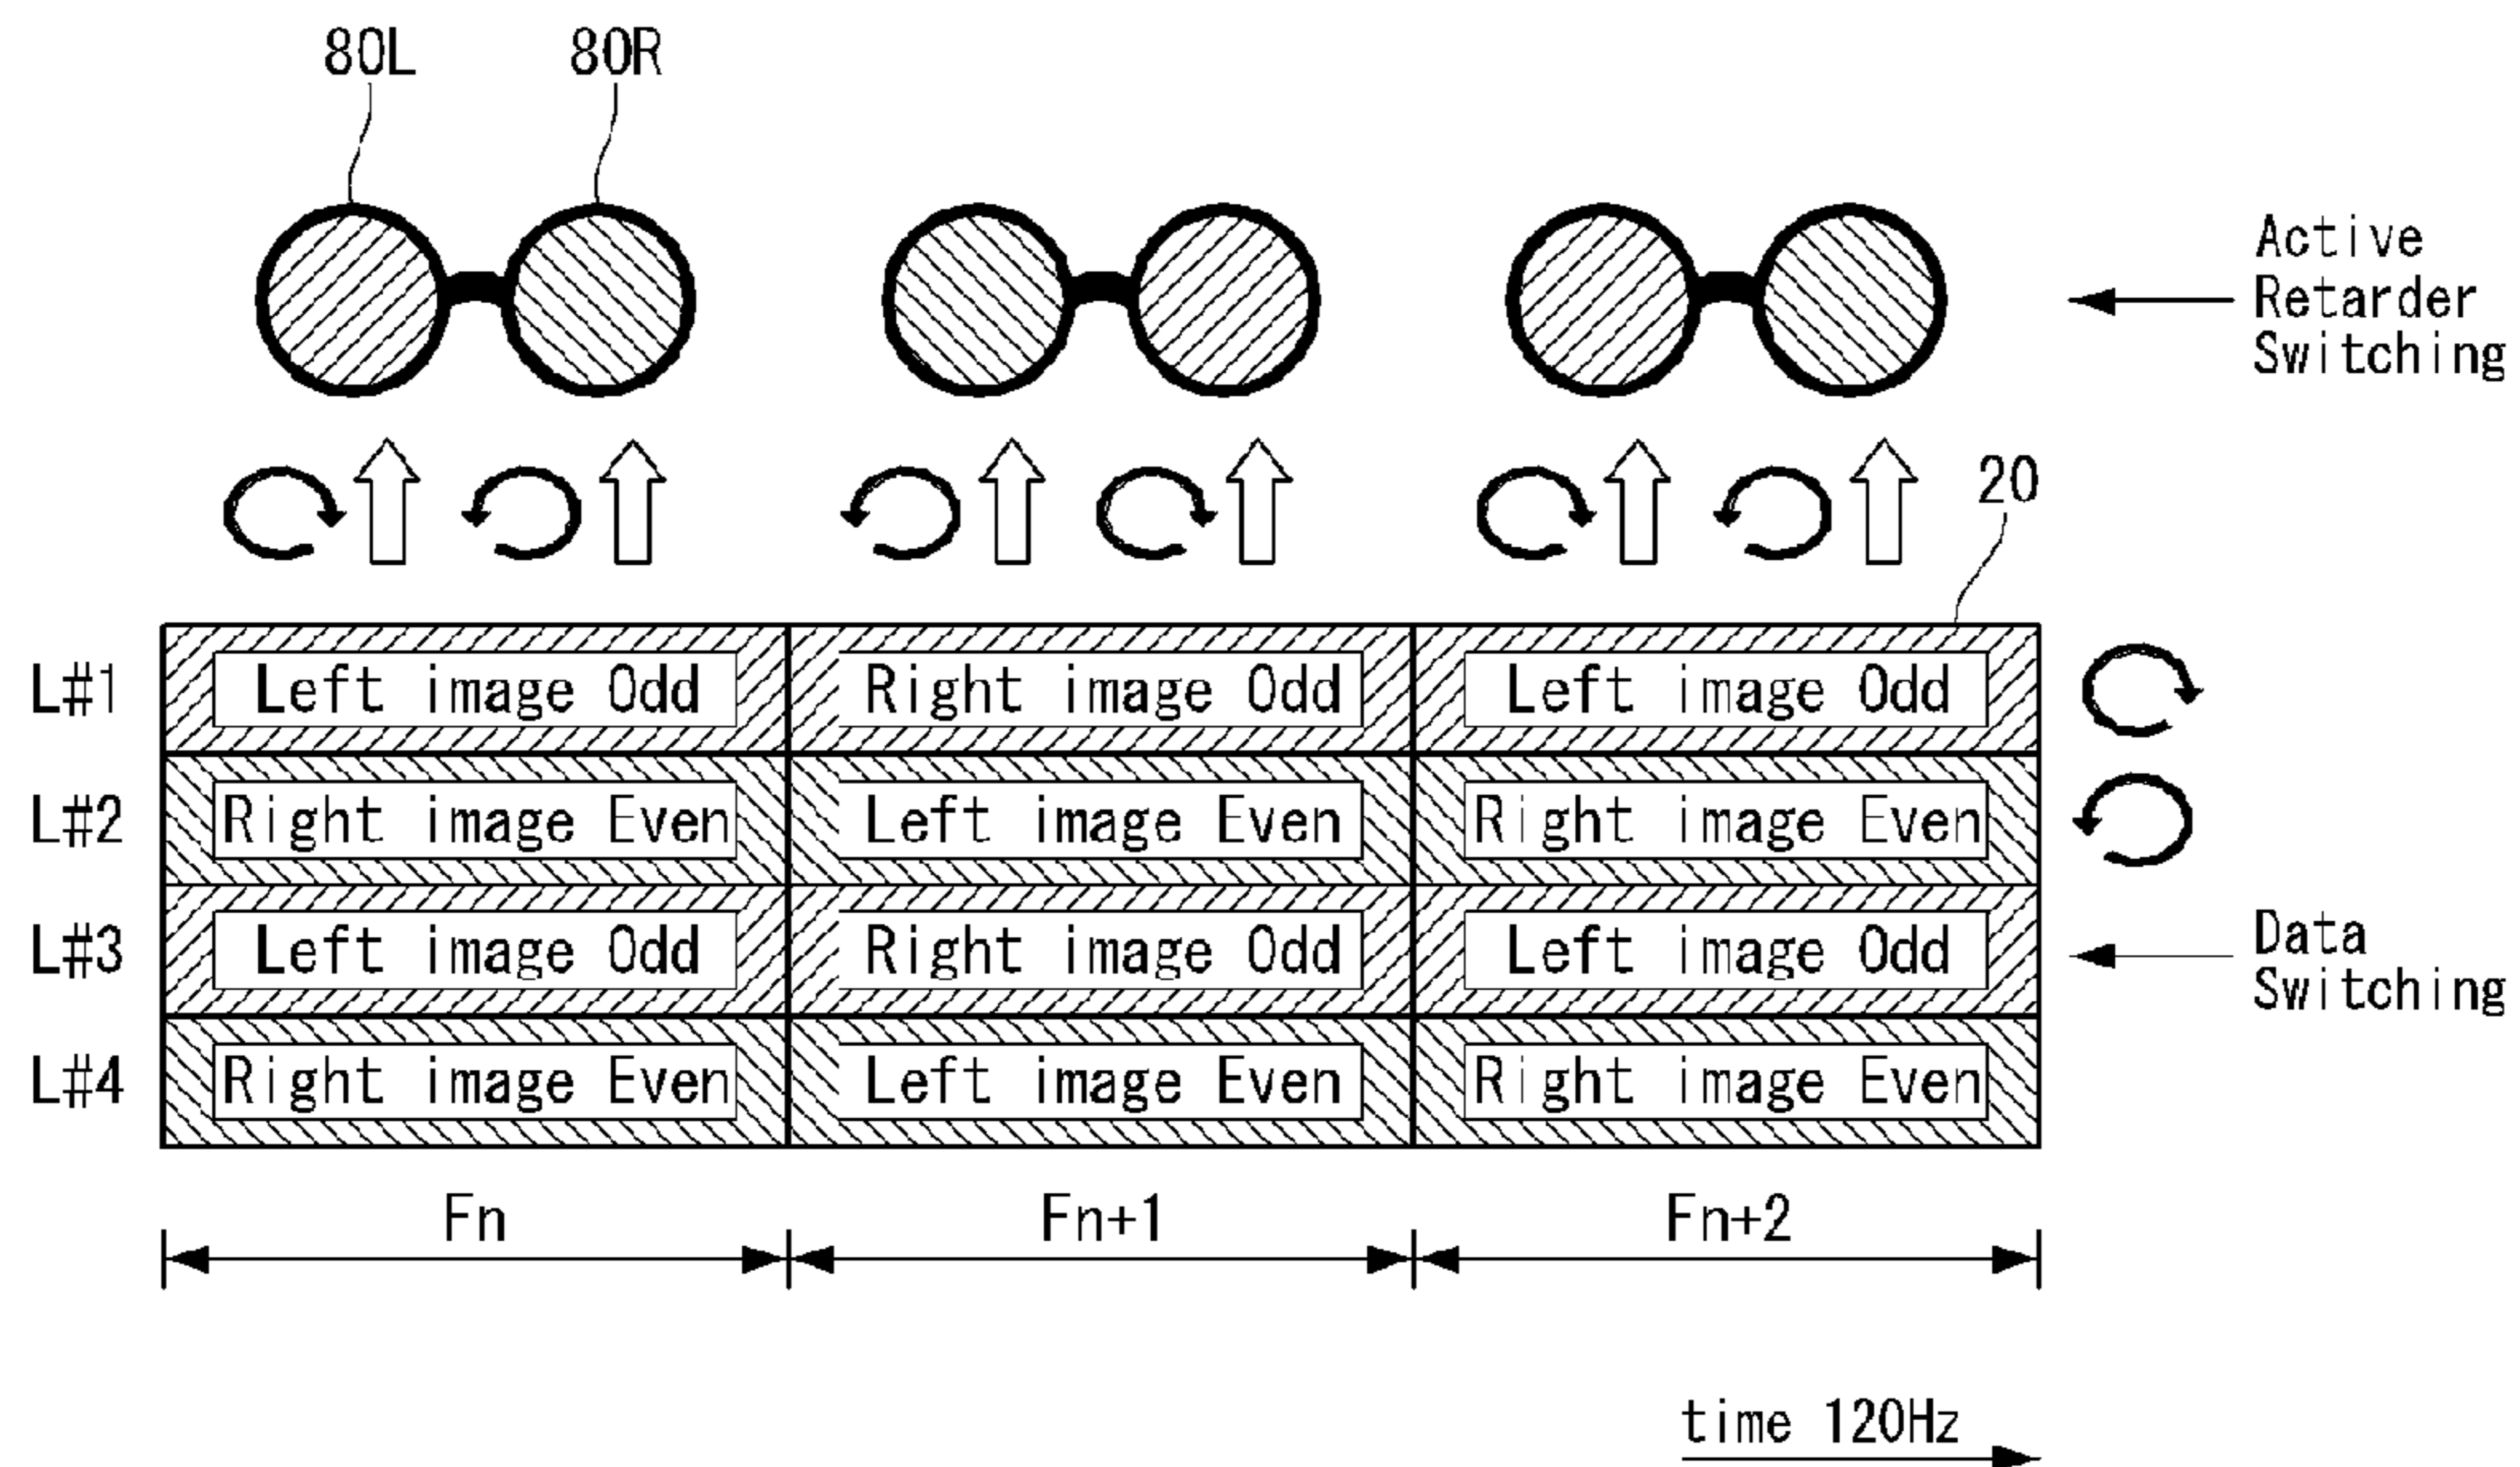 80L 80R
Active
Retarder
Switching
20
L#1 Left image Odd Right image Odd Left image Odd
L#2 Right image Even Left image Even Right image Even
L#3 Left image Odd Right image Odd Left image Odd
Data
Switching
L#4 Right image Even Left image Even Right image Even
Fn Fn+1 Fn+2
time 120Hz